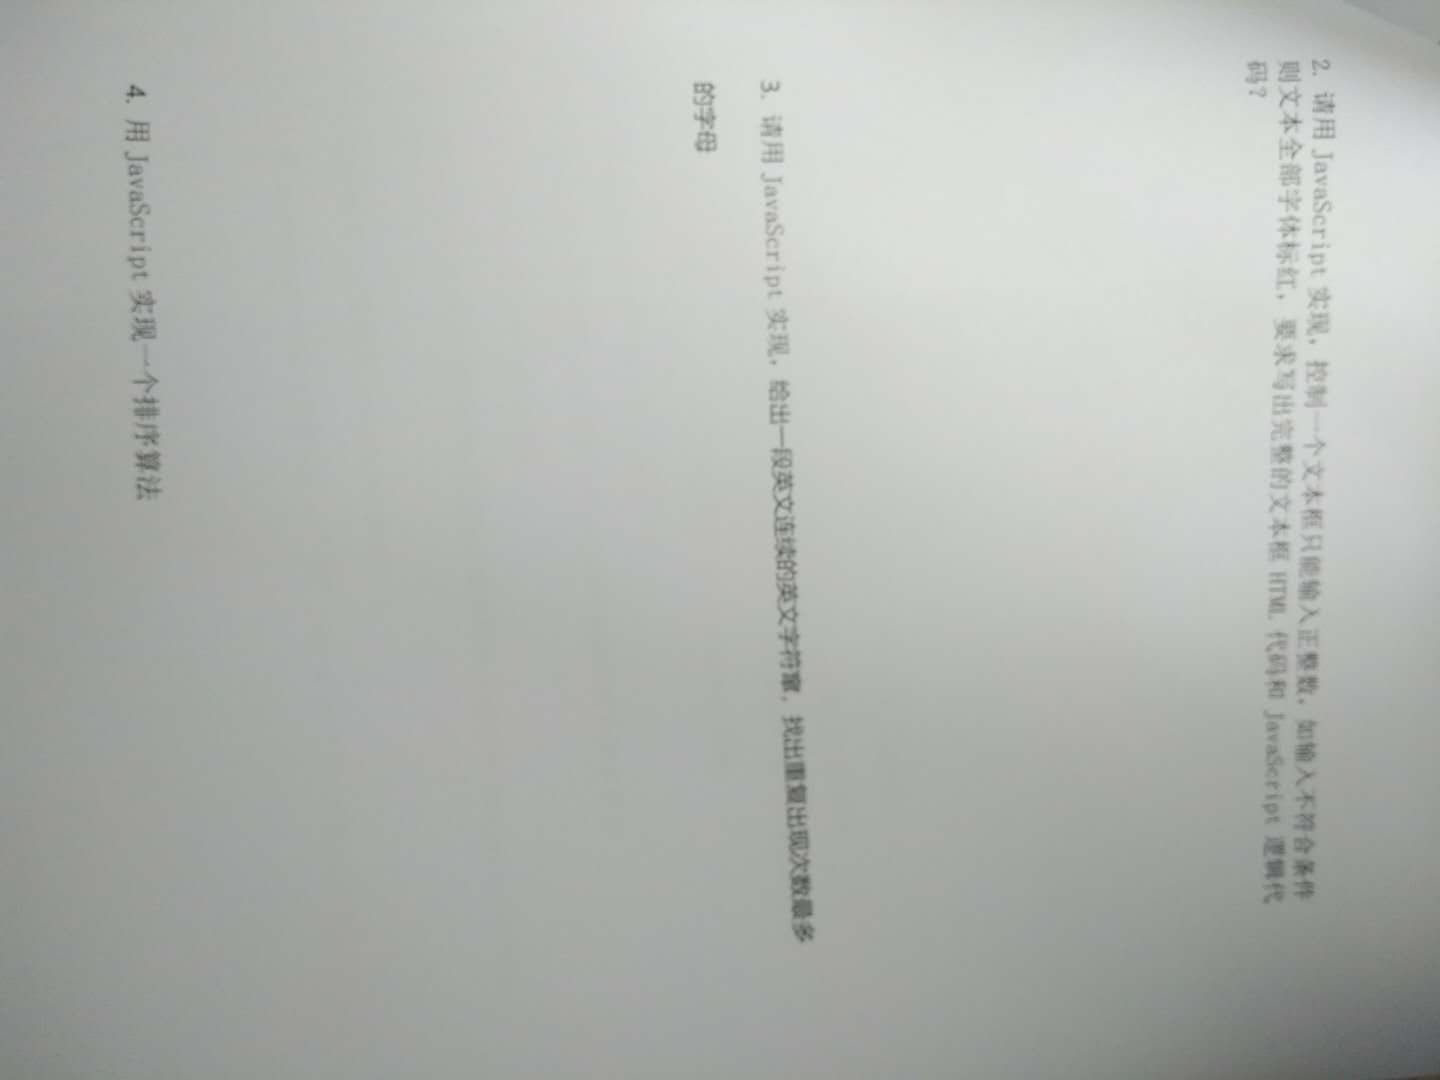 2. 请用 JavaScript 实现，控制一个文本框只能输入正整数，如输入不符合条件
则文本全部字体标红，要求写出完整的文本框 HTML 代码和 JavaScript 逻辑代
码？
3. 请用 JavaScript 实现，给出一段英文连续的英文字符窜，找出重复出现次数最多
的字母
4. 用 JavaScript 实现一个排序算法